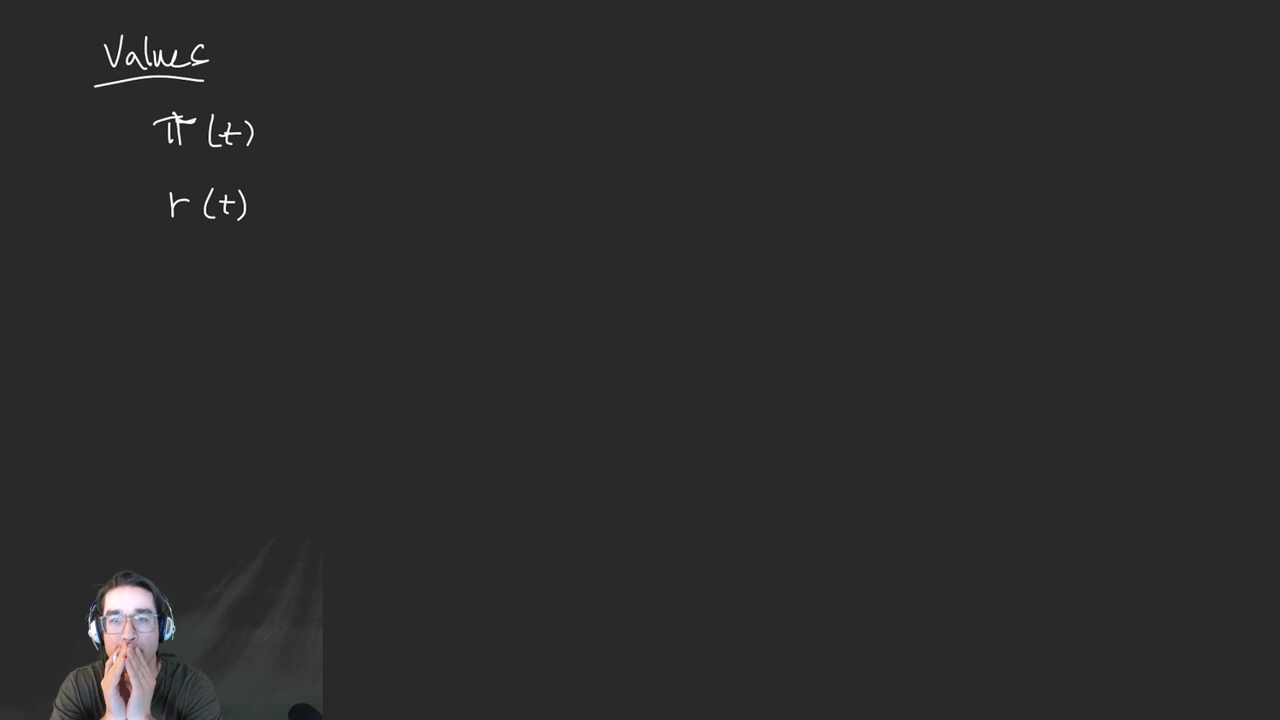 Values
π(t)
r(t)